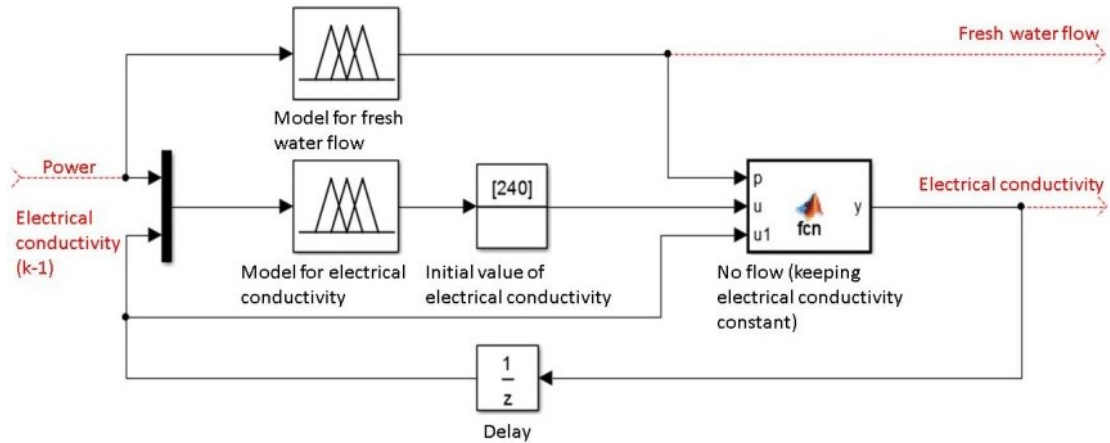 Fresh water flow
Model for fresh
water flow
Power
Electrical
conductivity
(k-1)
[240]
p
u
u1
fcn
y
Electrical conductivity
Model for electrical
conductivity
Initial value of
electrical conductivity
No flow (keeping
electrical conductivity
constant)
1
z
Delay